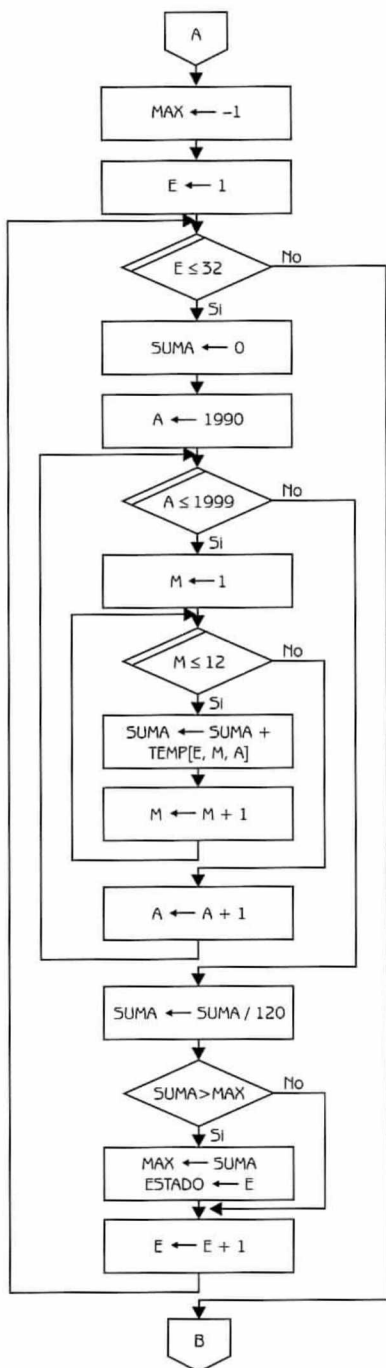 A
MAX ← -1
E ← 1
E ≤ 32
No
Si
SUMA ← 0
A ← 1990
A ≤ 1999
No
Si
M ← 1
M ≤ 12
No
Si
SUMA ← SUMA +
TEMP[E, M, A]
M ← M + 1
A ← A + 1
SUMA ← SUMA / 120
SUMA>MAX
No
Si
MAX ← SUMA
ESTADO ← E
E ← E + 1
B